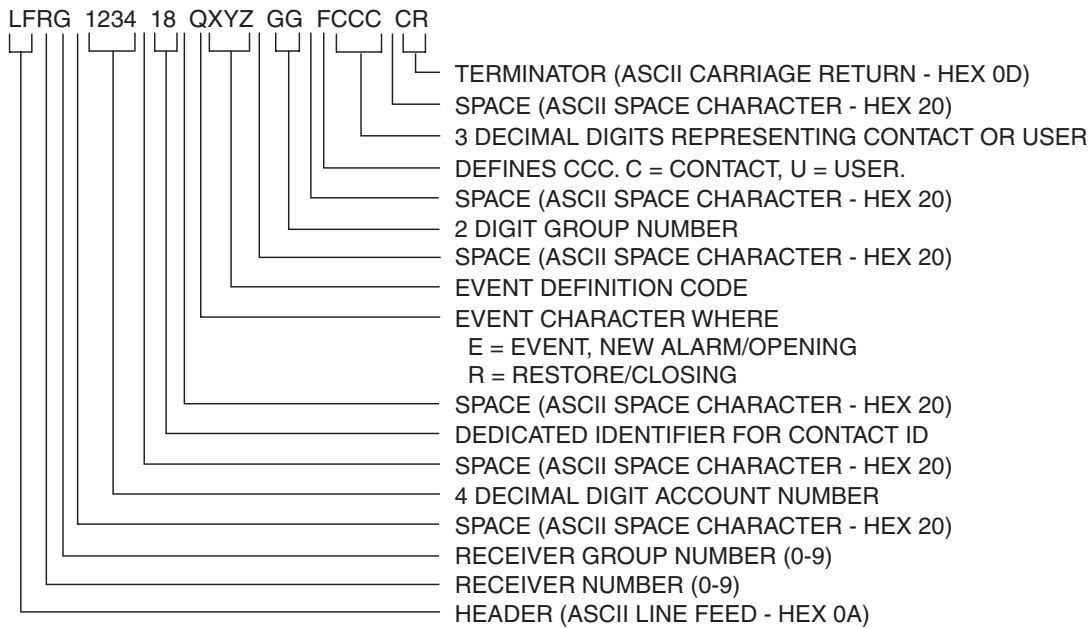 LFRG 1234 18 QXYZ GG FCCC CR
TERMINATOR (ASCII CARRIAGE RETURN - HEX 0D)
SPACE (ASCII SPACE CHARACTER - HEX 20)
3 DECIMAL DIGITS REPRESENTING CONTACT OR USER
DEFINES CCC. C = CONTACT, U = USER.
SPACE (ASCII SPACE CHARACTER - HEX 20)
2 DIGIT GROUP NUMBER
SPACE (ASCII SPACE CHARACTER - HEX 20)
EVENT DEFINITION CODE
EVENT CHARACTER WHERE
E = EVENT, NEW ALARM/OPENING
R = RESTORE/CLOSING
SPACE (ASCII SPACE CHARACTER - HEX 20)
DEDICATED IDENTIFIER FOR CONTACT ID
SPACE (ASCII SPACE CHARACTER - HEX 20)
4 DECIMAL DIGIT ACCOUNT NUMBER
SPACE (ASCII SPACE CHARACTER - HEX 20)
RECEIVER GROUP NUMBER (0-9)
RECEIVER NUMBER (0-9)
HEADER (ASCII LINE FEED - HEX 0A)